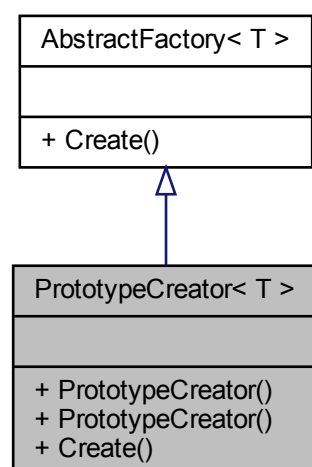 AbstractFactory< T >
+ Create()
PrototypeCreator< T >
+ PrototypeCreator()
+ PrototypeCreator()
+ Create()